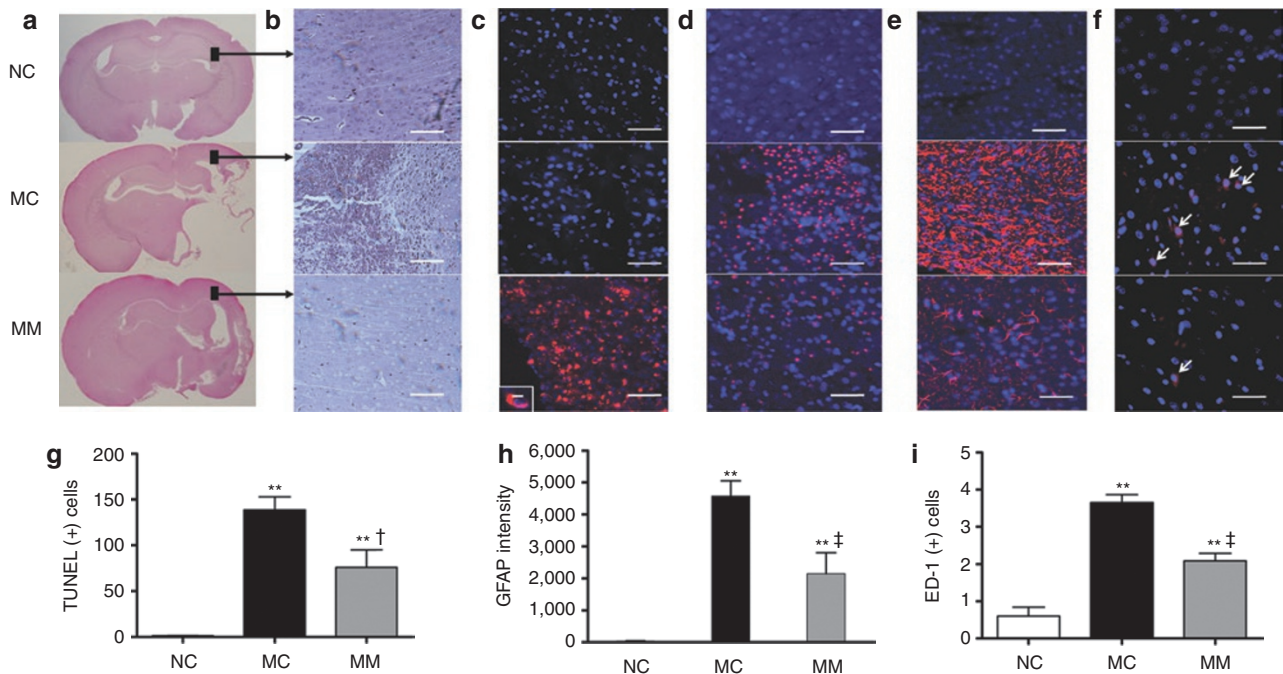 a b c d e f
NC
MC
MM
g
TUNEL (+) cells
200
150
100
50
0
**
** †
NC MC MM
h
GFAP intensity
6,000
5,000
4,000
3,000
2,000
1,000
0
**
** ‡
NC MC MM
i
ED-1 (+) cells
5
4
3
2
1
0
**
** ‡
NC MC MM